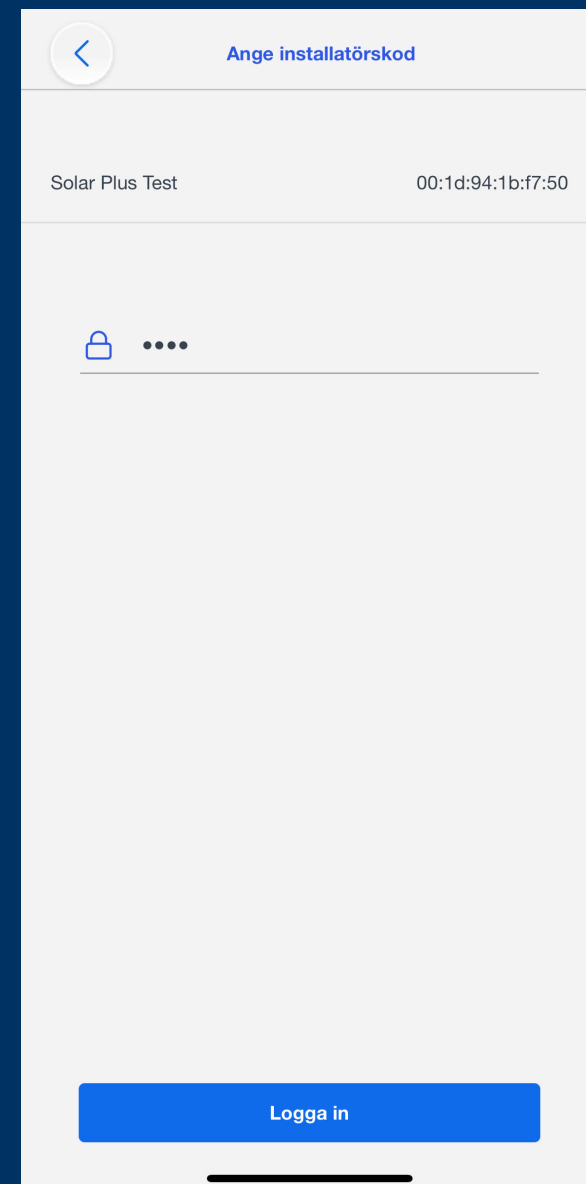 Ange installatörskod
Solar Plus Test 00:1d:94:1b:f7:50
••••
Logga in